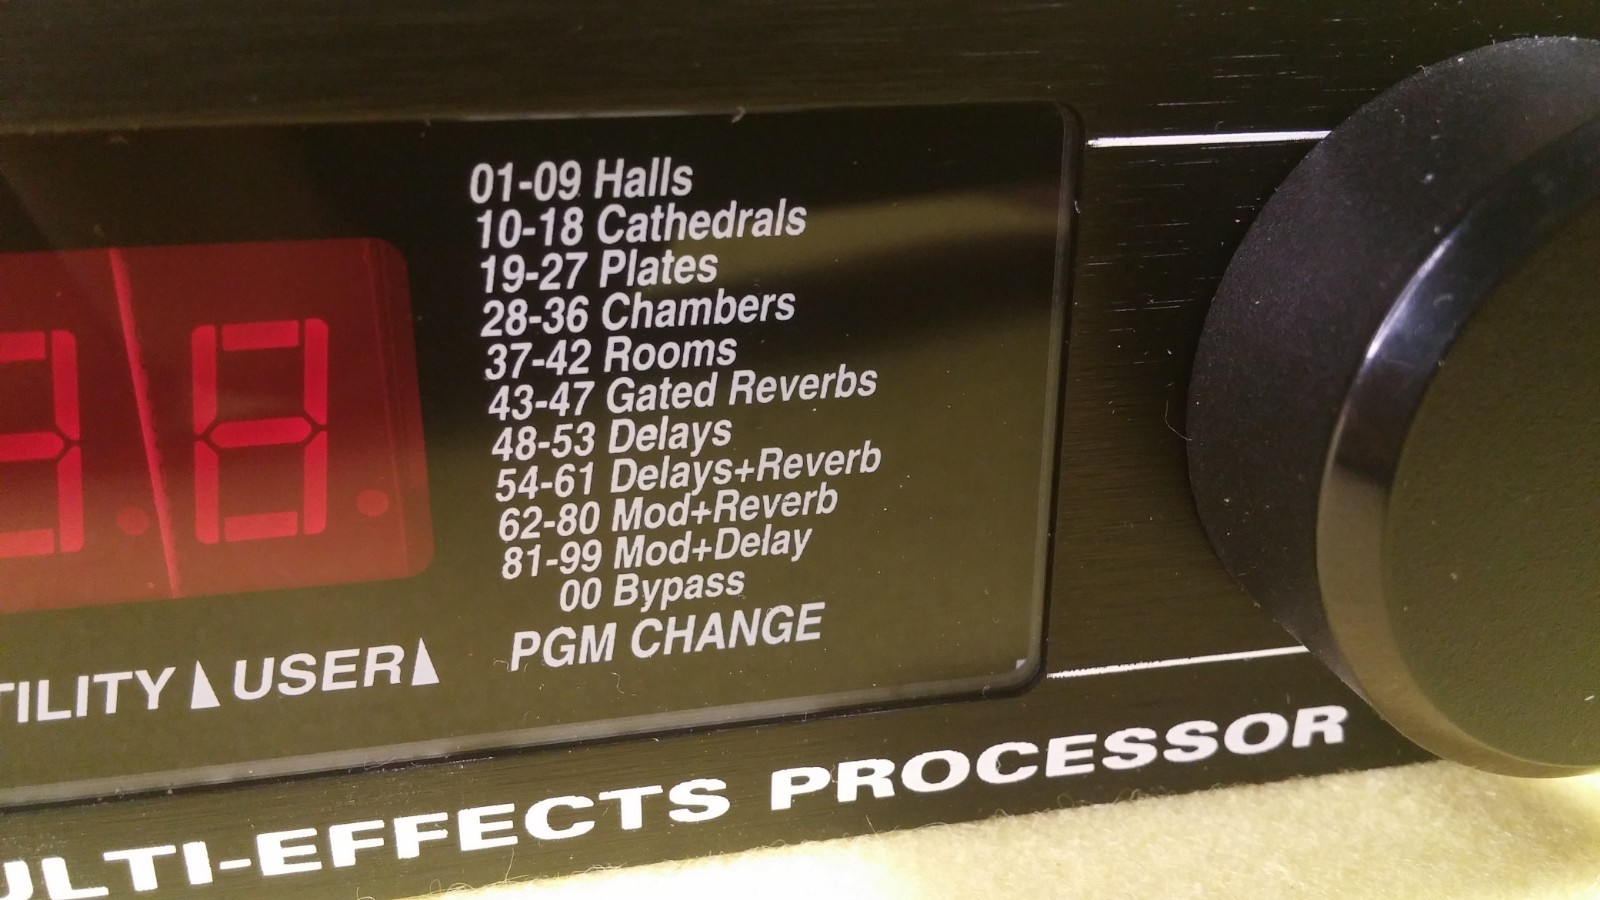 01-09 Halls
10-18 Cathedrals
19-27 Plates
28-36 Chambers
37-42 Rooms
43-47 Gated Reverbs
48-53 Delays
54-61 Delays+Reverb
62-80 Mod+Reverb
81-99 Mod+Delay
00 Bypass
TILITY USER PGM CHANGE
ULTI-EFFECTS PROCESSOR